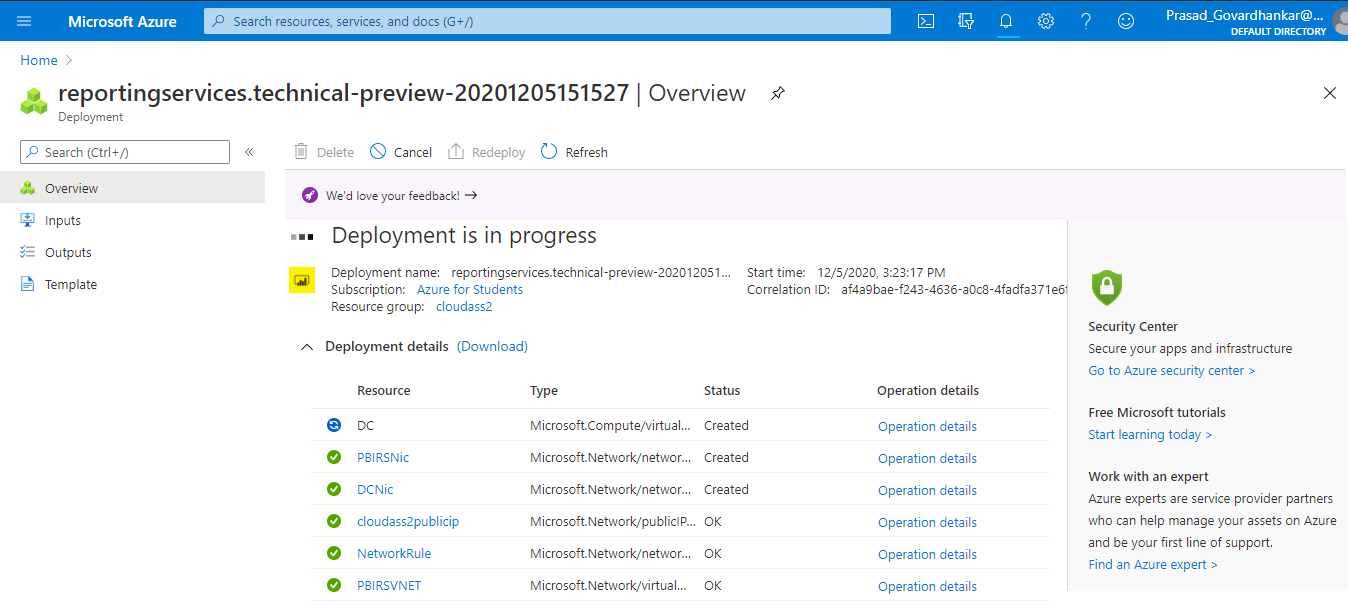 Microsoft Azure
Search resources, services, and docs (G+/)
Prasad_Govardhankar@...
DEFAULT DIRECTORY
Home
reportingservices.technical-preview-20201205151527 | Overview
Deployment
Search (Ctrl+/)
«
Delete
Cancel
Redeploy
Refresh
Overview
Inputs
Outputs
Template
We'd love your feedback! →
Deployment is in progress
Deployment name: reportingservices.technical-preview-202012051...
Subscription: Azure for Students
Resource group: cloudass2
Start time: 12/5/2020, 3:23:17 PM
Correlation ID: af4a9bae-f243-4636-a0c8-4fadfa371e6f
Deployment details (Download)
Resource Type Status Operation details
DC Microsoft.Compute/virtual... Created Operation details
PBIRSNic Microsoft.Network/networ... Created Operation details
DCNic Microsoft.Network/networ... Created Operation details
cloudass2publicip Microsoft.Network/publicIP... OK Operation details
NetworkRule Microsoft.Network/networ... OK Operation details
PBIRSVNET Microsoft.Network/virtual... OK Operation details
Security Center
Secure your apps and infrastructure
Go to Azure security center >
Free Microsoft tutorials
Start learning today >
Work with an expert
Azure experts are service provider partners
who can help manage your assets on Azure
and be your first line of support.
Find an Azure expert >